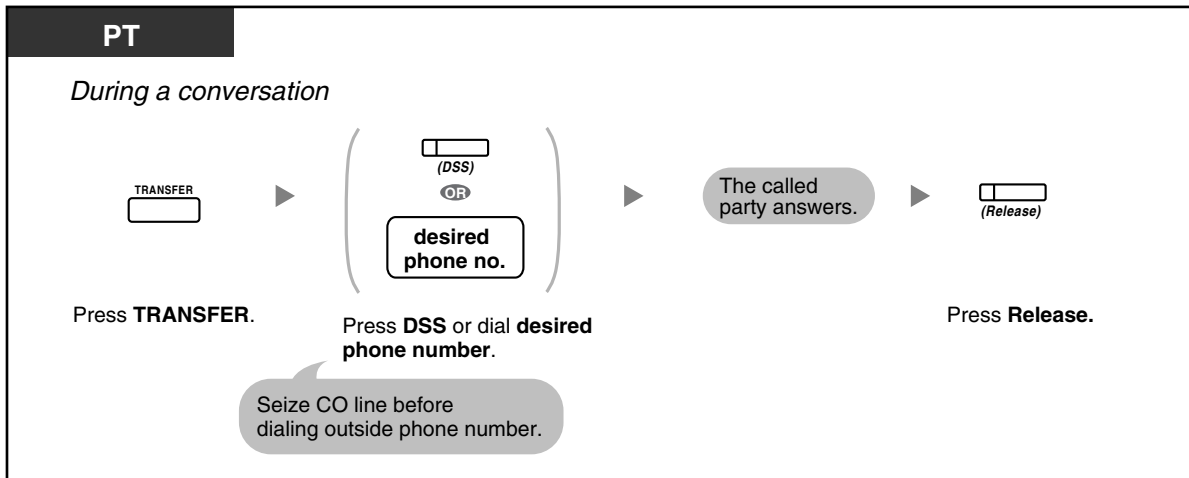 PT
During a conversation
TRANSFER
(DSS)
OR
desired
phone no.
The called
party answers.
(Release)
Press TRANSFER.
Press DSS or dial desired
phone number.
Press Release.
Seize CO line before
dialing outside phone number.